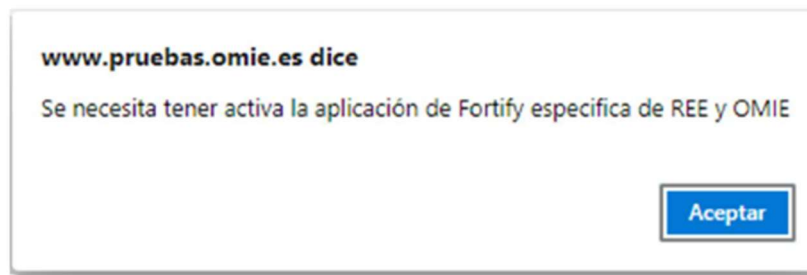 www.pruebas.omie.es dice
Se necesita tener activa la aplicación de Fortify especifica de REE y OMIE
Aceptar